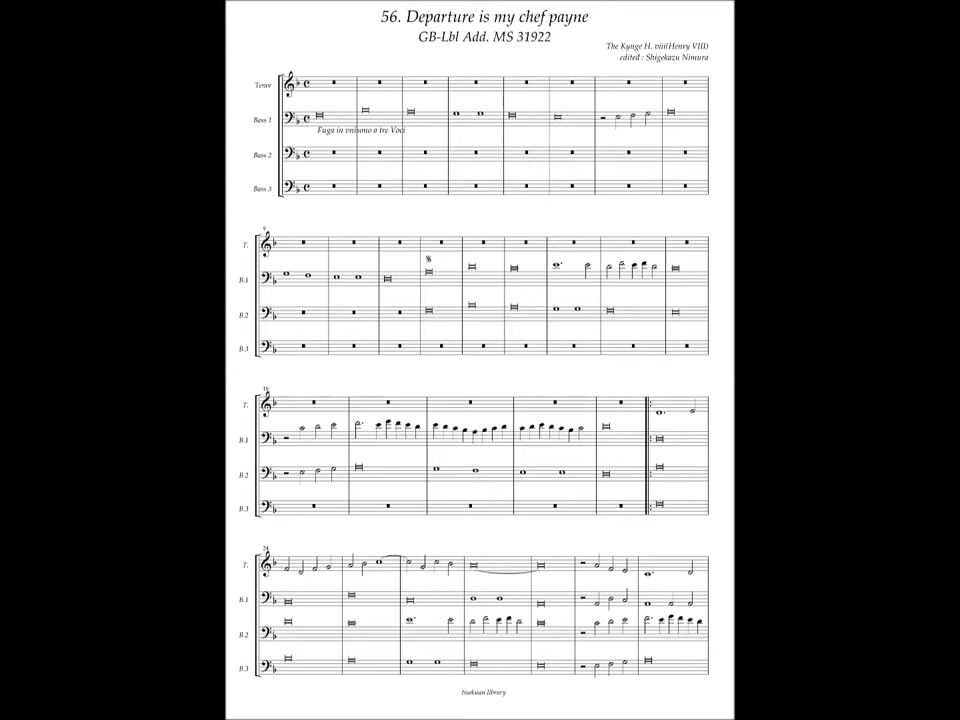 56. Departure is my chef payne
GB-Lbl Add. MS 31922
The Kynge H. viii(Henry VIII)
edited : Shigekazu Nimura
Tenor
Bass 1
Fuga in vnisono a tre Voci
Bass 2
Bass 3
9
T.
B.1
B.2
B.3
18
T.
B.1
B.2
B.3
24
T.
B.1
B.2
B.3
tisokuan library